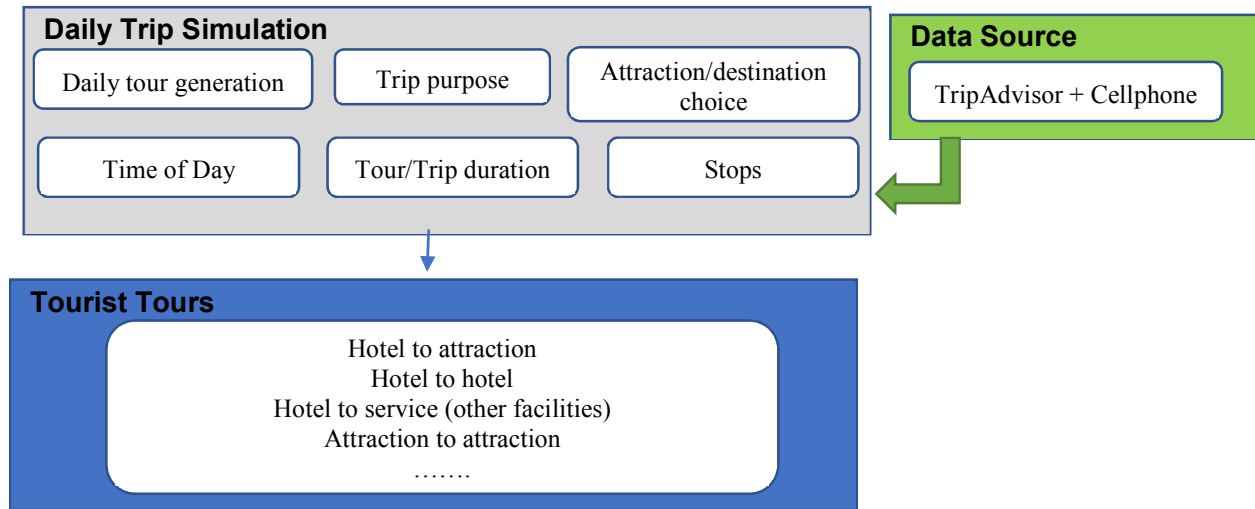 Daily Trip Simulation
Daily tour generation
Trip purpose
Attraction/destination
choice
Time of Day
Tour/Trip duration
Stops
Data Source
TripAdvisor + Cellphone
Tourist Tours
Hotel to attraction
Hotel to hotel
Hotel to service (other facilities)
Attraction to attraction
…….